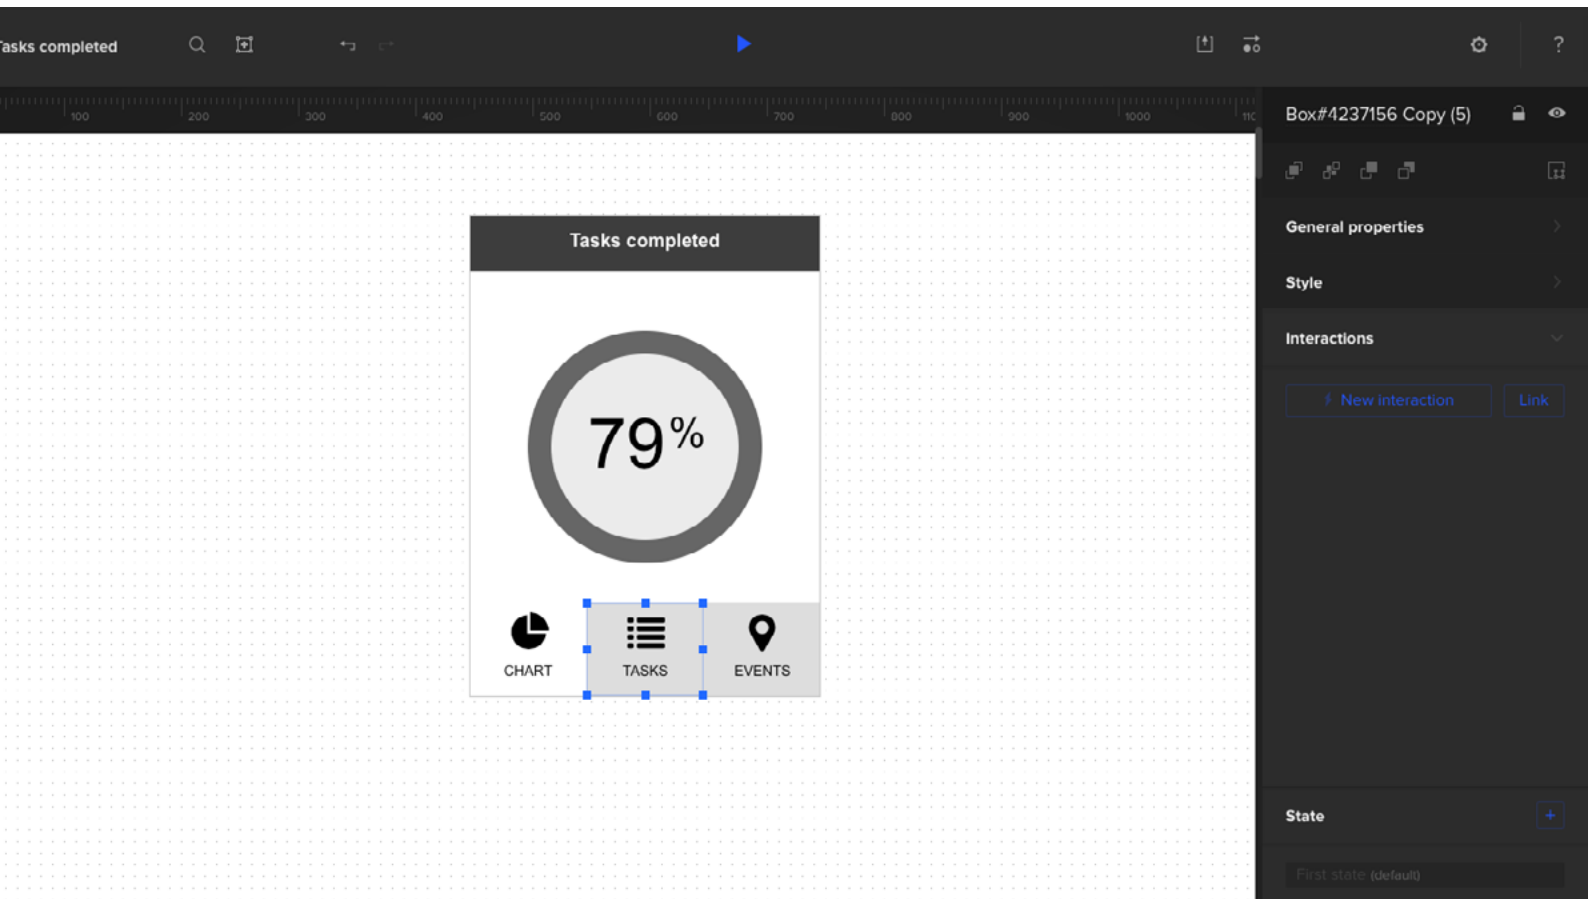 Tasks completed
?
100 200 300 400 500 600 700 800 900 1000
Box#4237156 Copy (5)
General properties
Style
Interactions
New interaction
Link
Tasks completed
79%
CHART
TASKS
EVENTS
State
+
First state (default)